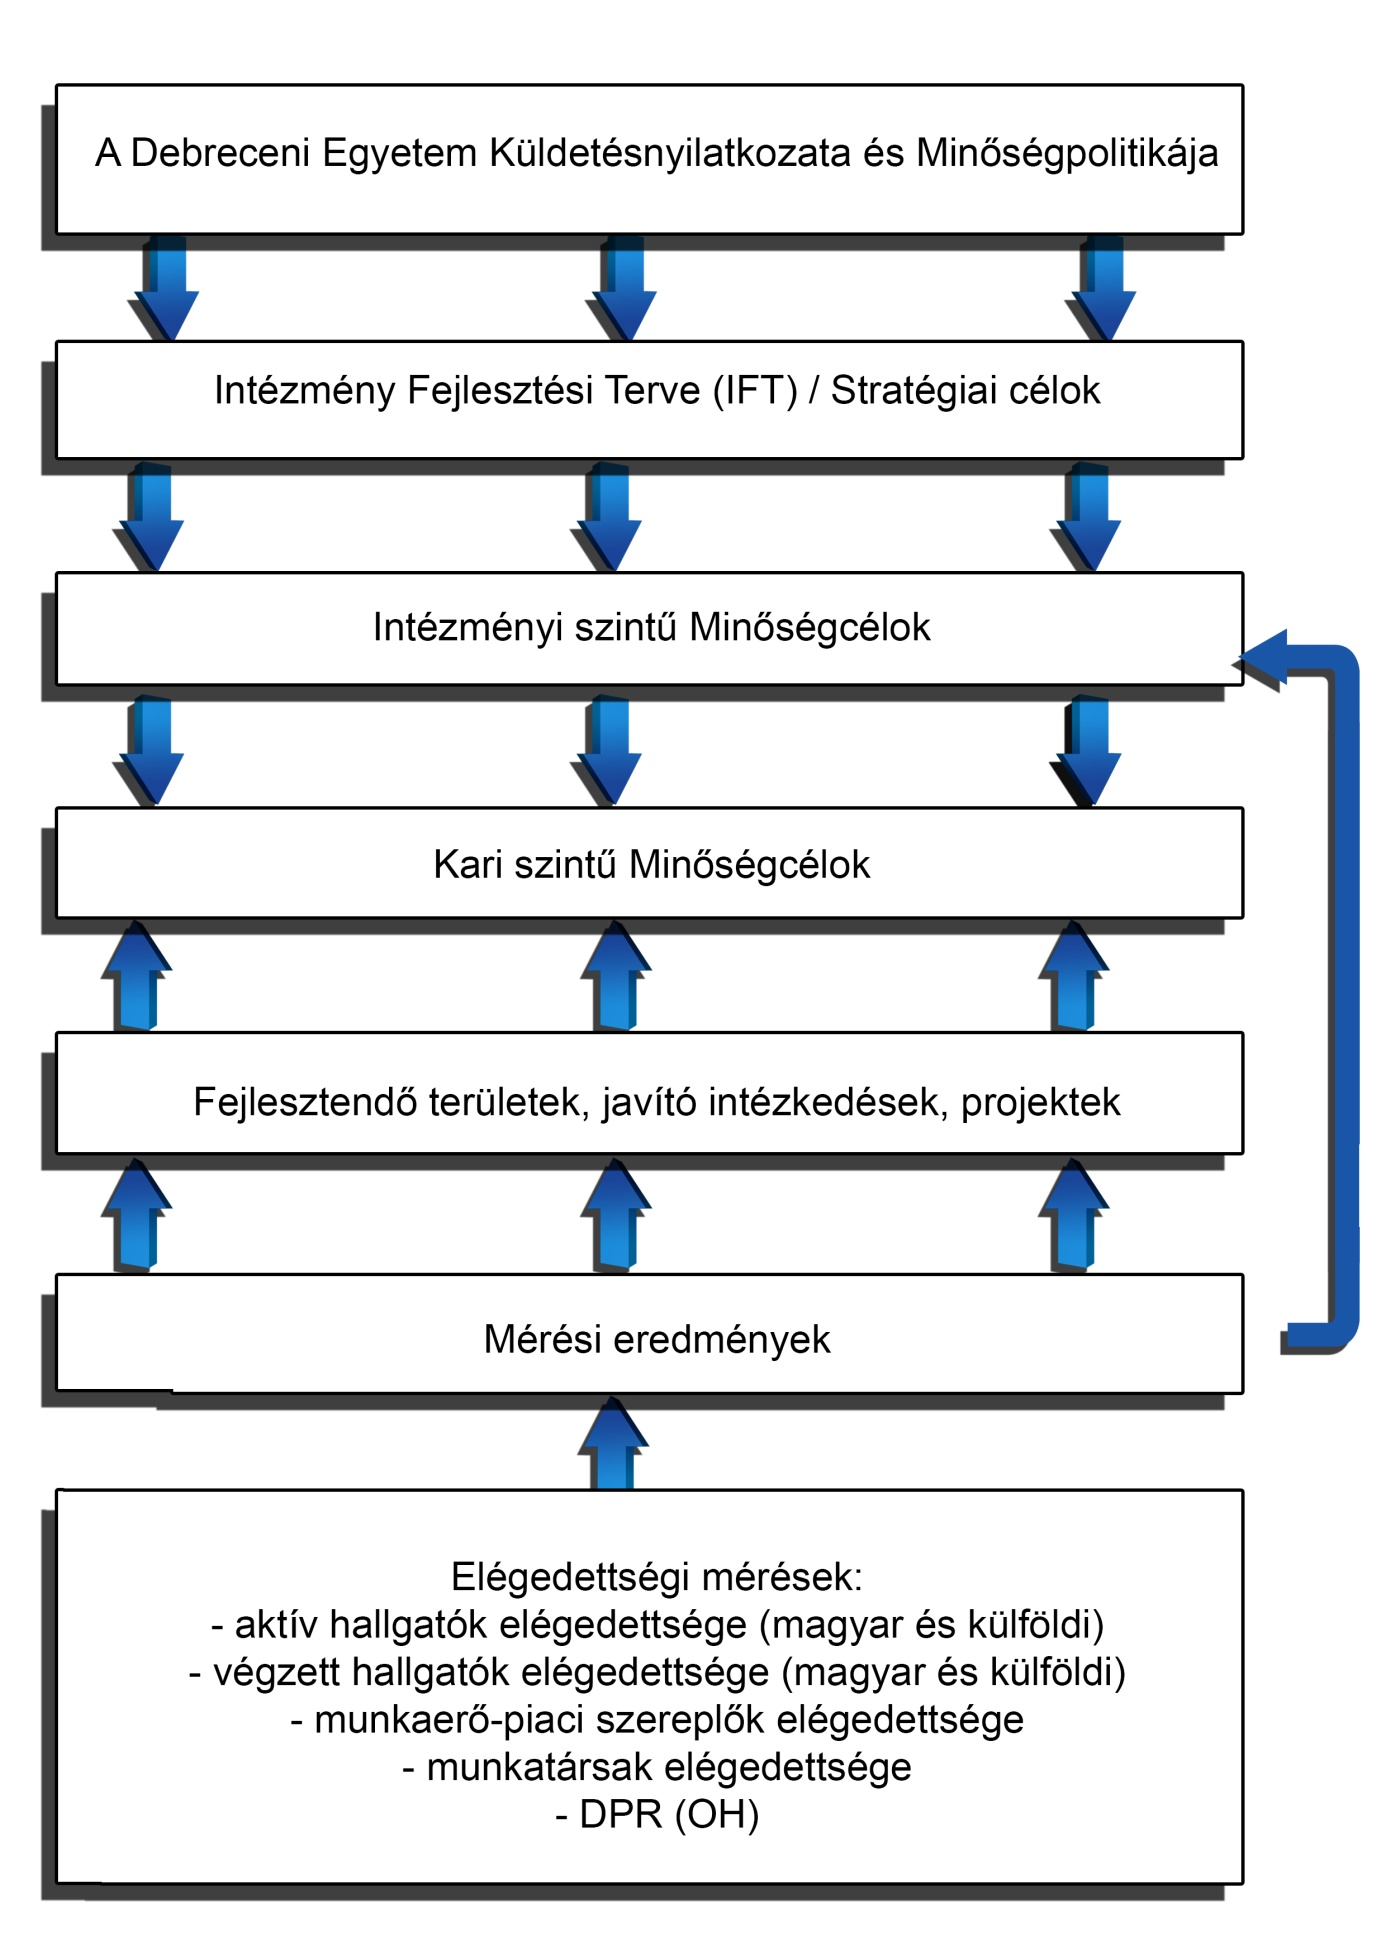 A Debreceni Egyetem Küldetésnyilatkozata és Minőségpolitikája
Intézmény Fejlesztési Terve (IFT) / Stratégiai célok
Intézményi szintű Minőségcélok
Kari szintű Minőségcélok
Fejlesztendő területek, javító intézkedések, projektek
Mérési eredmények
Elégedettségi mérések:
- aktív hallgatók elégedettsége (magyar és külföldi)
- végzett hallgatók elégedettsége (magyar és külföldi)
- munkaerő-piaci szereplők elégedettsége
- munkatársak elégedettsége
- DPR (OH)